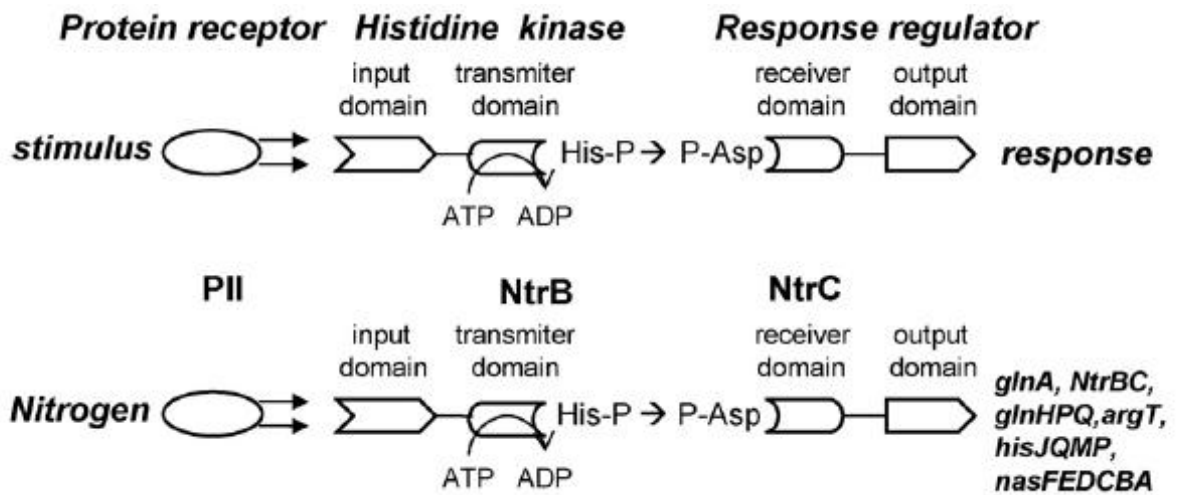 Protein receptor Histidine kinase Response regulator
input transmiter receiver output
domain domain domain domain
stimulus His-P → P-Asp response
ATP ADP
PII NtrB NtrC
input transmiter receiver output
domain domain domain domain
glnA, NtrBC,
Nitrogen His-P → P-Asp glnHPQ,argT,
hisJQMP,
ATP ADP nasFEDCBA